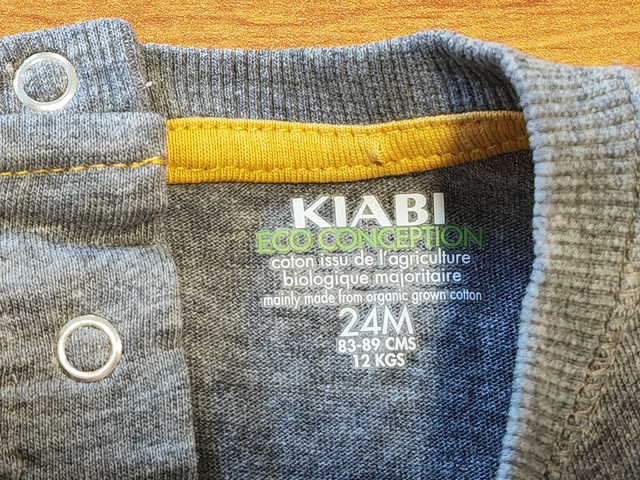 KIABI
ECO CONCEPTION
coton issu de l'agriculture
biologique majoritaire
mainly made from organic grown cotton
24M
83-89 CMS
12 KGS